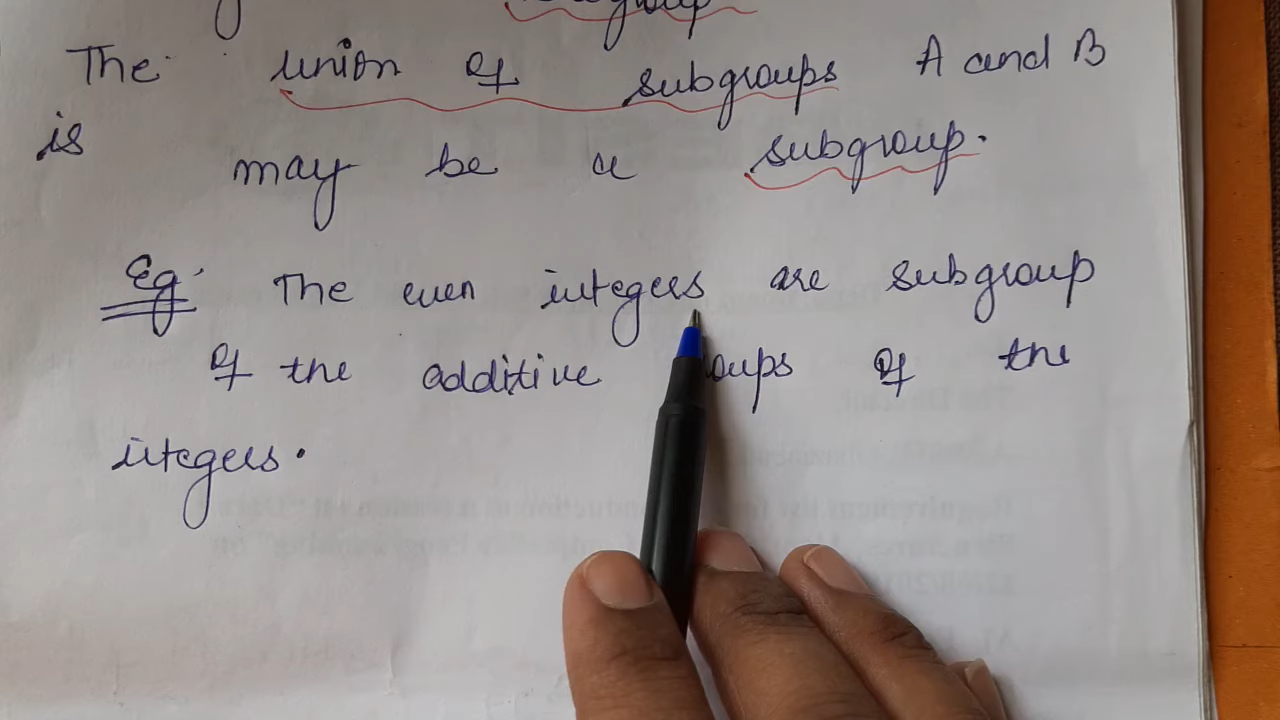 subgroup
The union of subgroups A and B
is may be a subgroup.
Eg: The even integers are subgroup
of the additive oups of the
integers.